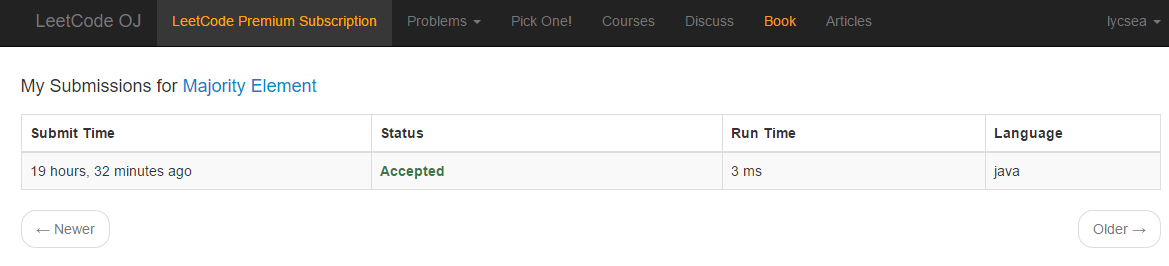 LeetCode OJ LeetCode Premium Subscription Problems Pick One! Courses Discuss Book Articles lycsea
My Submissions for Majority Element
Submit Time Status Run Time Language
19 hours, 32 minutes ago Accepted 3 ms java
← Newer Older →